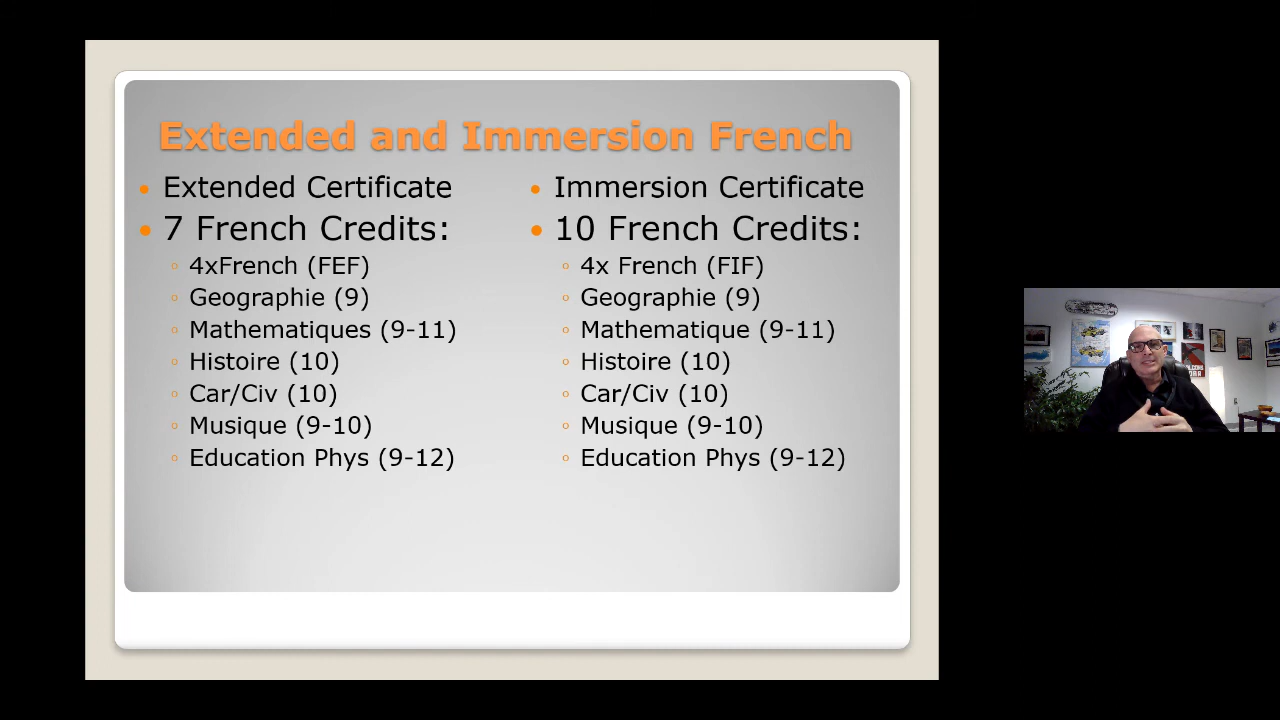 Extended and Immersion French
Extended Certificate
7 French Credits:
4xFrench (FEF)
Geographie (9)
Mathematiques (9-11)
Histoire (10)
Car/Civ (10)
Musique (9-10)
Education Phys (9-12)
Immersion Certificate
10 French Credits:
4x French (FIF)
Geographie (9)
Mathematique (9-11)
Histoire (10)
Car/Civ (10)
Musique (9-10)
Education Phys (9-12)